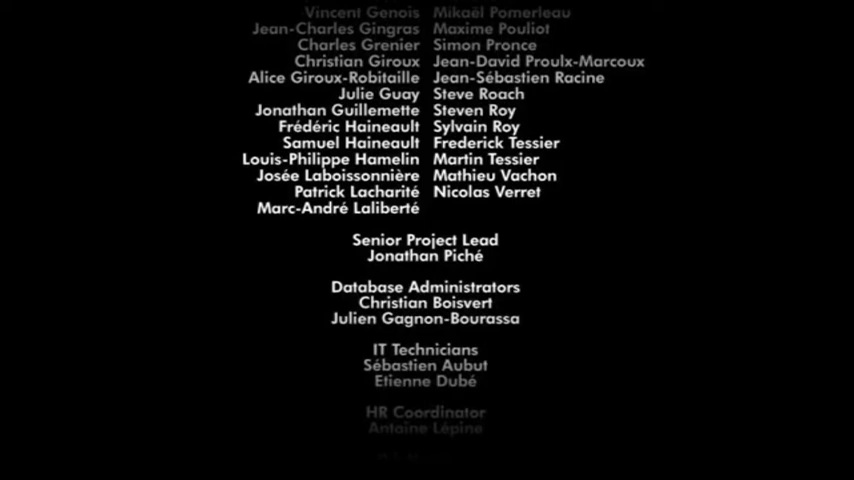 Vincent Genois Mikaël Pomerleau
Jean-Charles Gingras Maxime Pouliot
Charles Grenier Simon Pronce
Christian Giroux Jean-David Proulx-Marcoux
Alice Giroux-Robitaille Jean-Sébastien Racine
Julie Guay Steve Roach
Jonathan Guillemette Steven Roy
Frédéric Haineault Sylvain Roy
Samuel Haineault Frederick Tessier
Louis-Philippe Hamelin Martin Tessier
Josée Laboissonnière Mathieu Vachon
Patrick Lacharité Nicolas Verret
Marc-André Laliberté
Senior Project Lead
Jonathan Piché
Database Administrators
Christian Boisvert
Julien Gagnon-Bourassa
IT Technicians
Sébastien Aubut
Etienne Dubé
HR Coordinator
Antoine Lépine